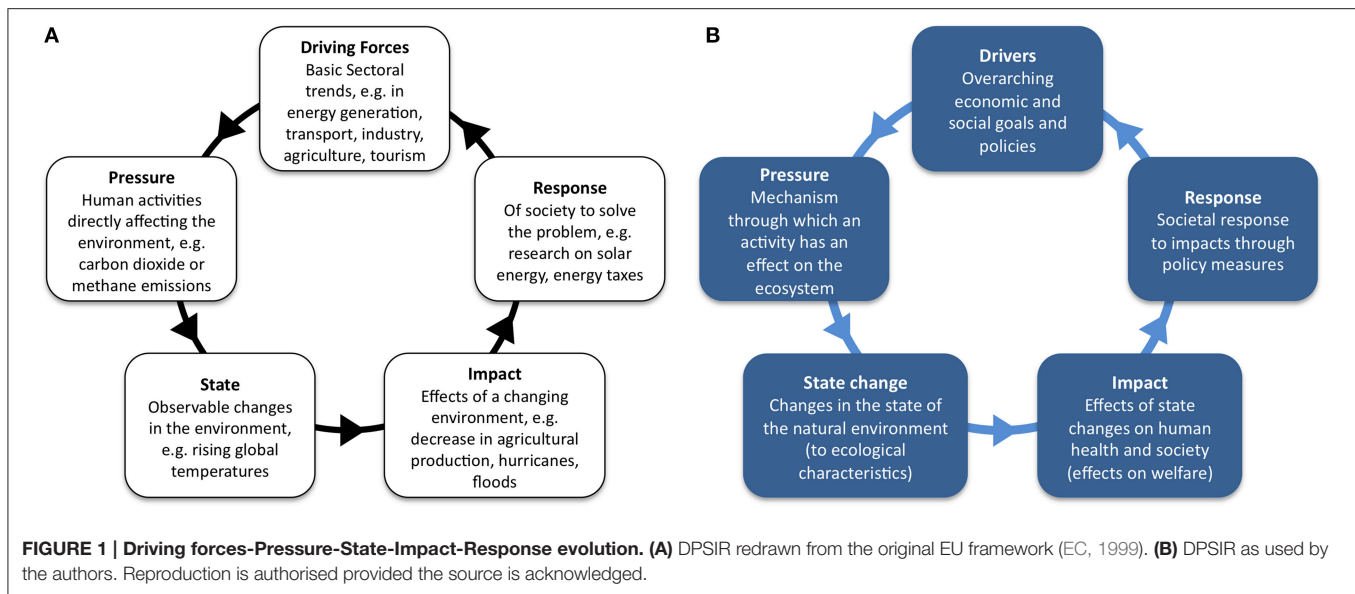 A
Driving Forces
Basic Sectoral
trends, e.g. in
energy generation,
transport, industry,
agriculture, tourism
Pressure
Human activities
directly affecting the
environment, e.g.
carbon dioxide or
methane emissions
Response
Of society to solve
the problem, e.g.
research on solar
energy, energy taxes
State
Observable changes
in the environment,
e.g. rising global
temperatures
Impact
Effects of a changing
environment, e.g.
decrease in agricultural
production, hurricanes,
floods
B
Drivers
Overarching
economic and
social goals and
policies
Pressure
Mechanism
through which an
activity has an
effect on the
ecosystem
Response
Societal response
to impacts through
policy measures
State change
Changes in the state of
the natural environment
(to ecological
characteristics)
Impact
Effects of state
changes on human
health and society
(effects on welfare)
FIGURE 1 | Driving forces-Pressure-State-Impact-Response evolution. (A) DPSIR redrawn from the original EU framework (EC, 1999). (B) DPSIR as used by
the authors. Reproduction is authorised provided the source is acknowledged.